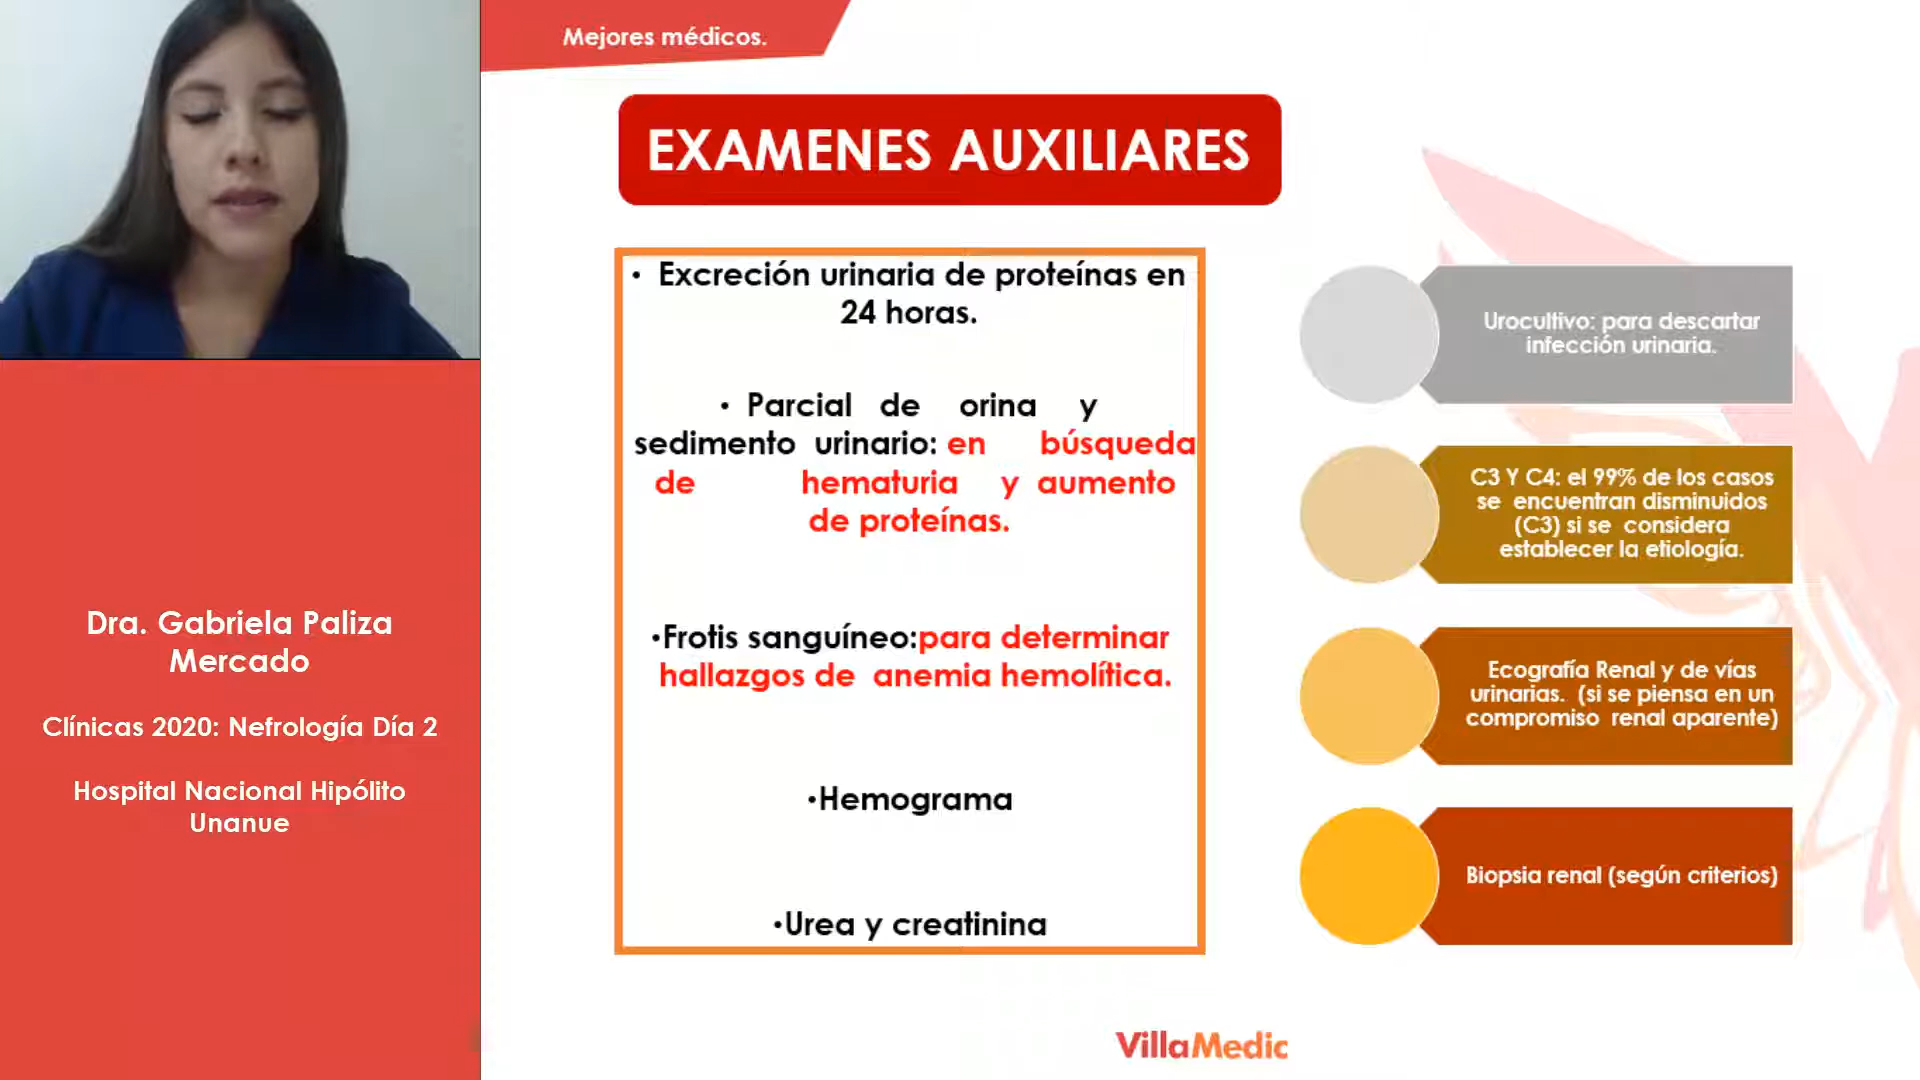 Mejores médicos.
EXAMENES AUXILIARES
• Excreción urinaria de proteínas en
24 horas.
• Parcial de orina y
sedimento urinario: en búsqueda
de hematuria y aumento
de proteínas.
•Frotis sanguíneo:para determinar
hallazgos de anemia hemolítica.
•Hemograma
•Urea y creatinina
Urocultivo: para descartar
infección urinaria.
C3 Y C4: el 99% de los casos
se encuentran disminuidos
(C3) si se considera
establecer la etiología.
Ecografía Renal y de vías
urinarias. (si se piensa en un
compromiso renal aparente)
Biopsia renal (según criterios)
Dra. Gabriela Paliza
Mercado
Clínicas 2020: Nefrología Día 2
Hospital Nacional Hipólito
Unanue
VillaMedic